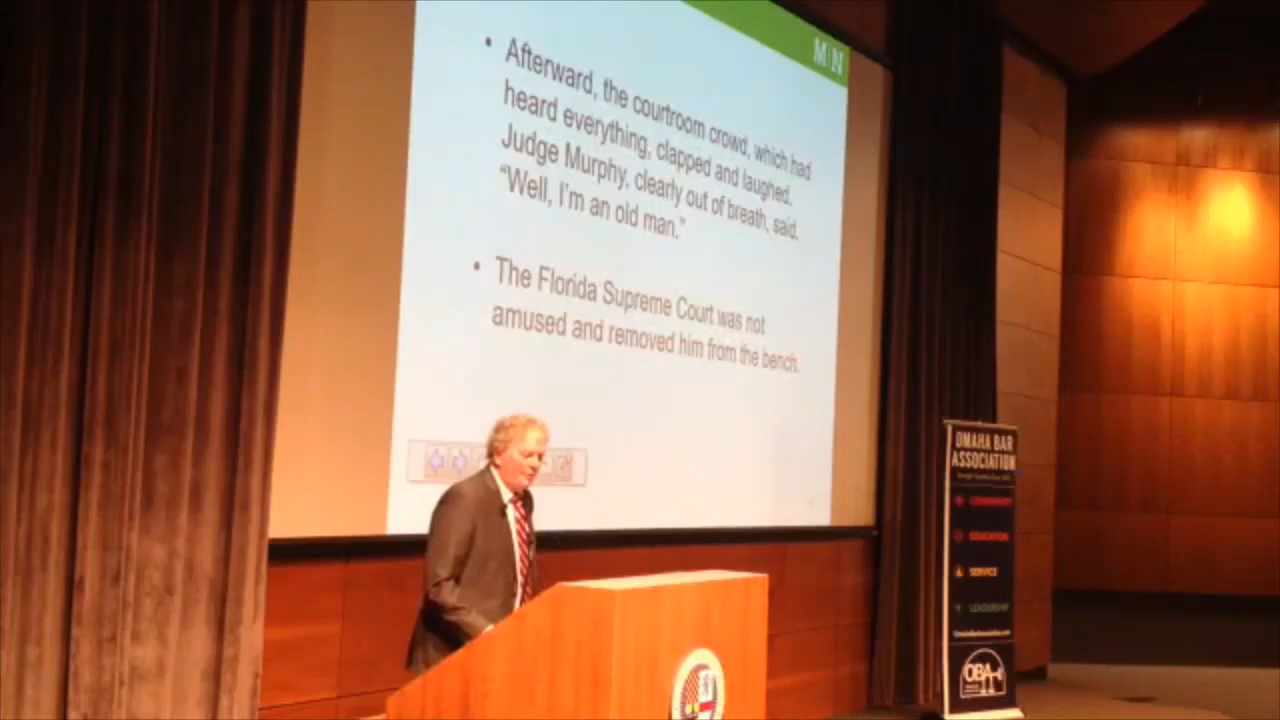 M N
• Afterward, the courtroom crowd, which had
heard everything, clapped and laughed.
Judge Murphy, clearly out of breath, said.
“Well, I’m an old man.”
• The Florida Supreme Court was not
amused and removed him from the bench.
OMAHA BAR
ASSOCIATION
COMMUNITY
EDUCATION
SERVICE
LEADERSHIP
OBA